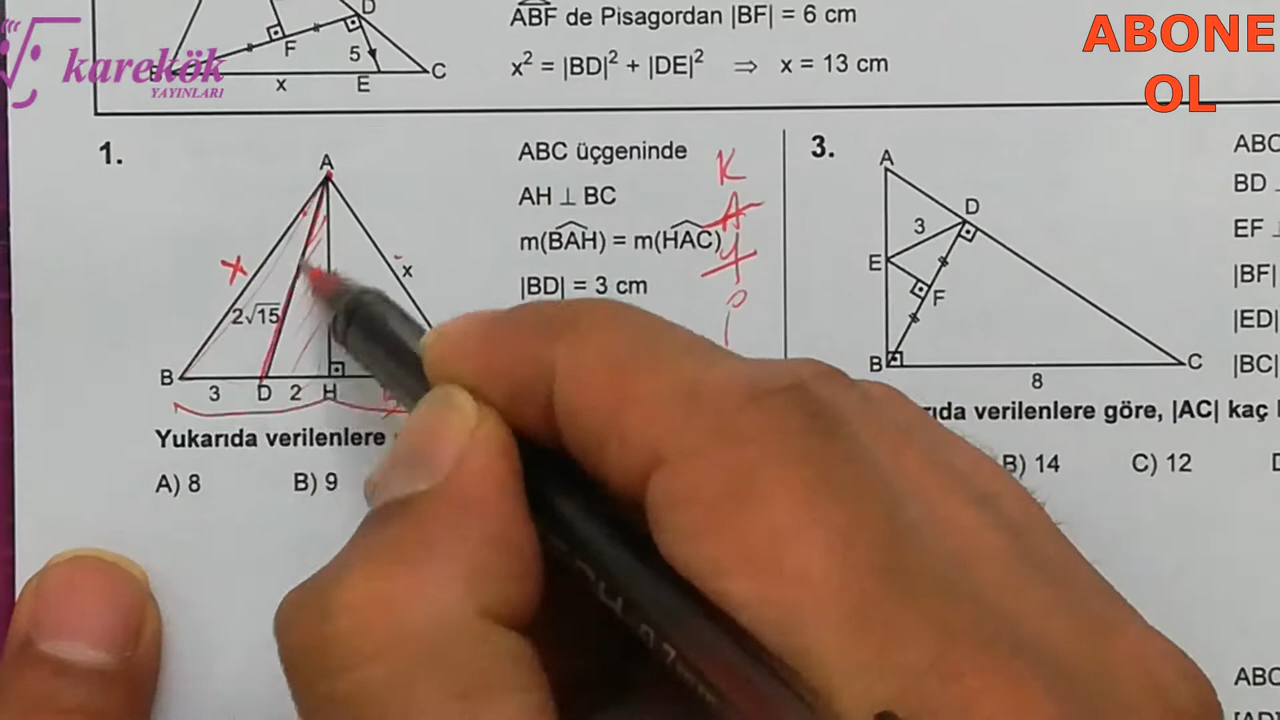 karekök
YAYINLARI
ABONE
OL
D
F
5
C
x
E
ABF de Pisagordan |BF| = 6 cm
x² = |BD|² + |DE|² ⇒ x = 13 cm
1.
A
x
x
2√15
B
3
D
2
H
ABC üçgeninde
AH ⊥ BC
m(BAH) = m(HAC)
|BD| = 3 cm
K
A
Y
Yukarıda verilenlere
A) 8
B) 9
3.
A
D
3
E
F
B
C
8
ABC
BD
EF ⊥
|BF|
|ED|
|BC|
verilenlere göre, |AC| kaç
B) 14
C) 12
ABC